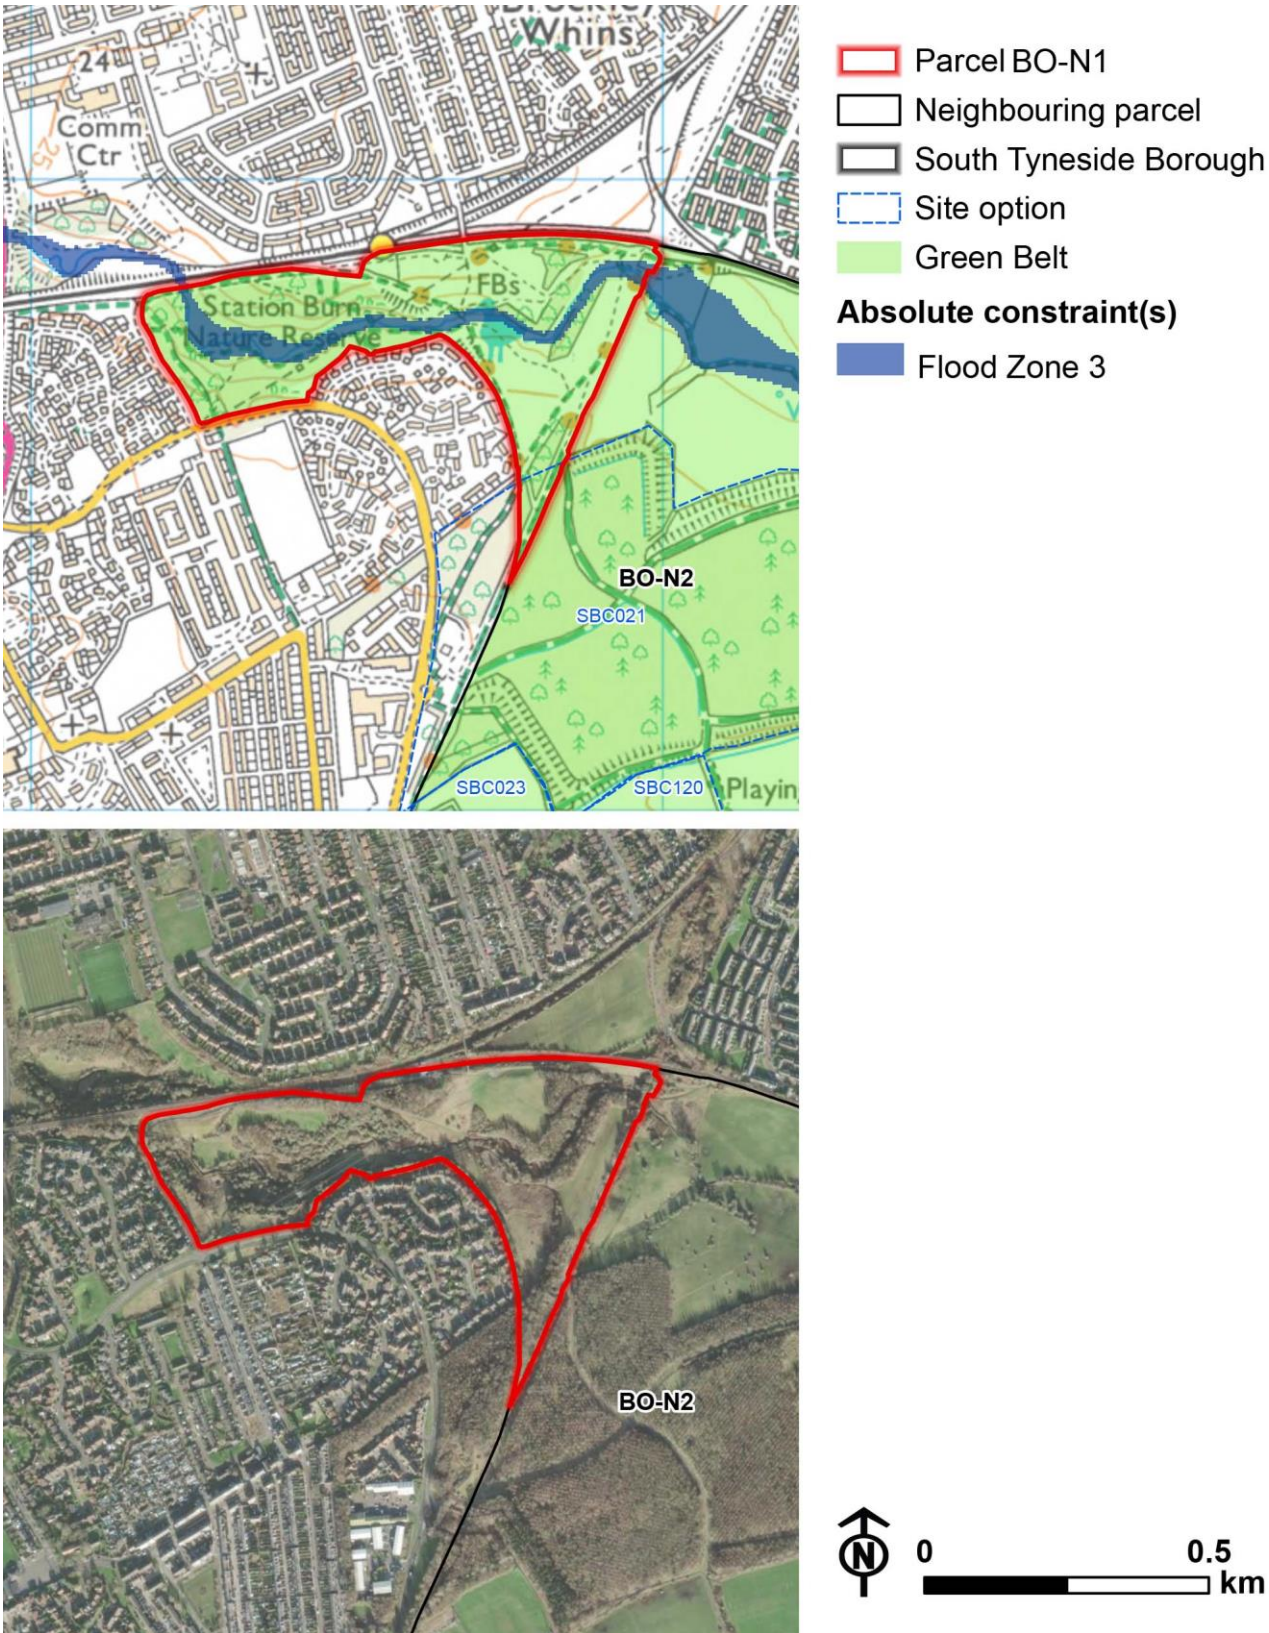 Brockley
Whins
24
Comm
Ctr
25
FBs
Station Burn
Nature Reserve
BO-N2
SBC021
SBC023
SBC120
Playin
Parcel BO-N1
Neighbouring parcel
South Tyneside Borough
Site option
Green Belt
Absolute constraint(s)
Flood Zone 3
BO-N2
N
0
0.5
km